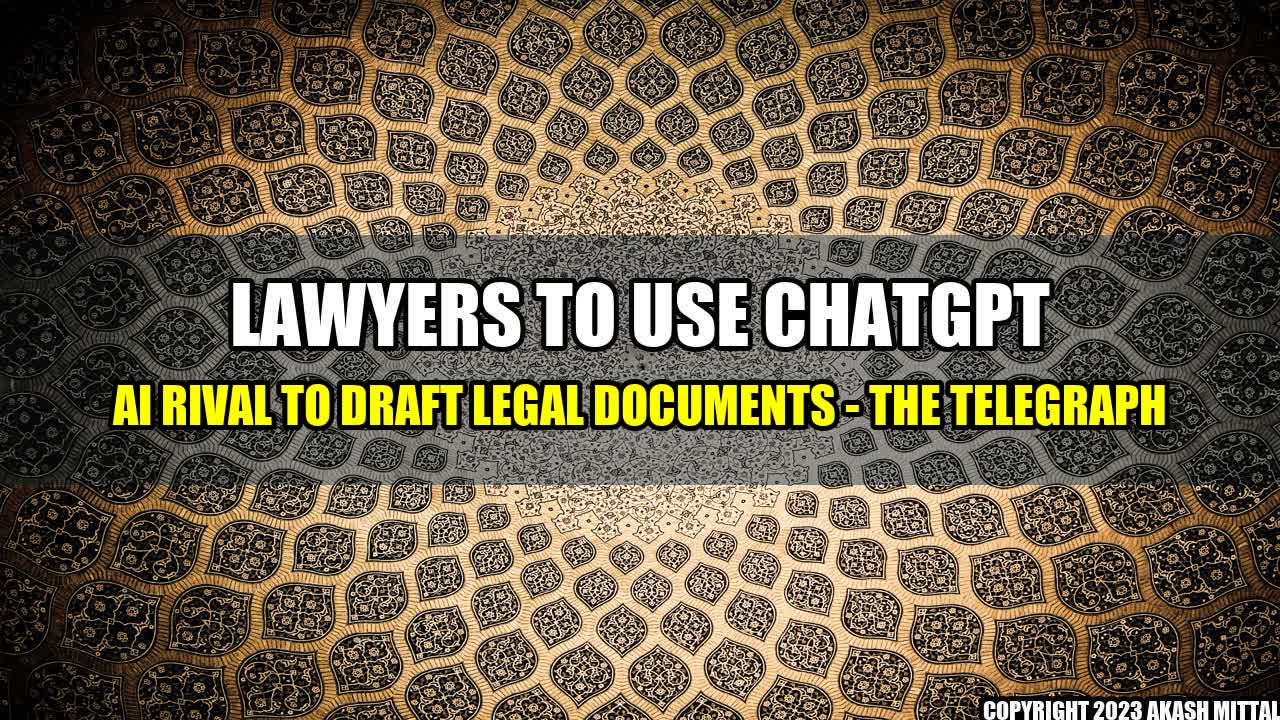 LAWYERS TO USE CHATGPT
AI RIVAL TO DRAFT LEGAL DOCUMENTS - THE TELEGRAPH
COPYRIGHT 2023 AKASH MITTAL